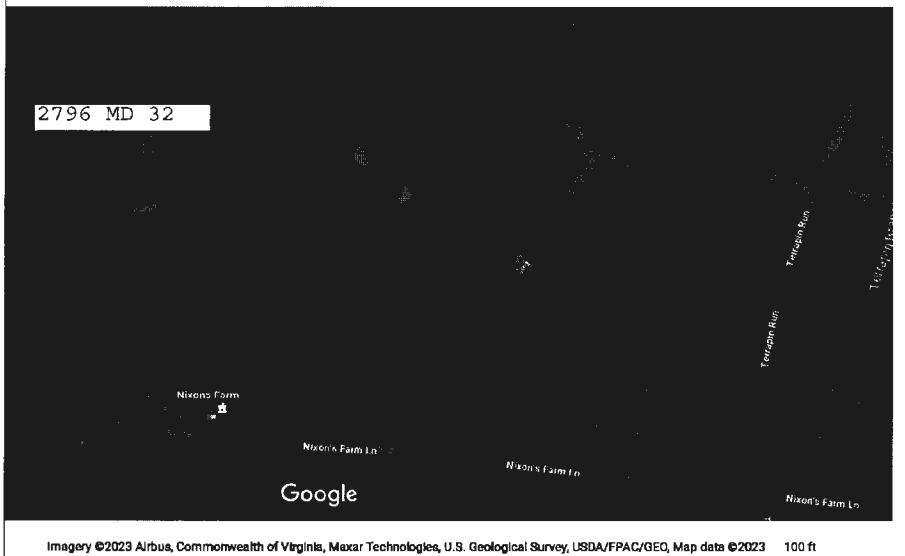 2796 MD 32
Terrapin Run
Terrapin
Terrapin Run
Nixons Farm
Nixon's Farm Ln
Nixon's Farm Ln
Nixon's Farm Ln
Google
Imagery ©2023 Airbus, Commonwealth of Virginia, Maxar Technologies, U.S. Geological Survey, USDA/FPAC/GEO, Map data ©2023 100 ft